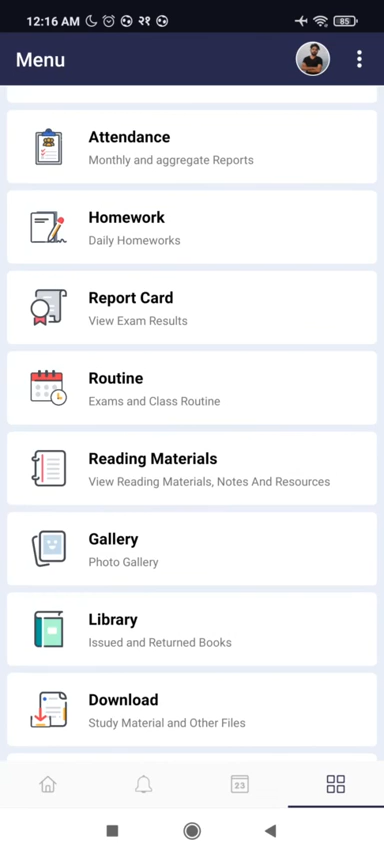 12:16 AM २१ 85
Menu
Attendance
Monthly and aggregate Reports
Homework
Daily Homeworks
Report Card
View Exam Results
Routine
Exams and Class Routine
Reading Materials
View Reading Materials, Notes And Resources
Gallery
Photo Gallery
Library
Issued and Returned Books
Download
Study Material and Other Files
23